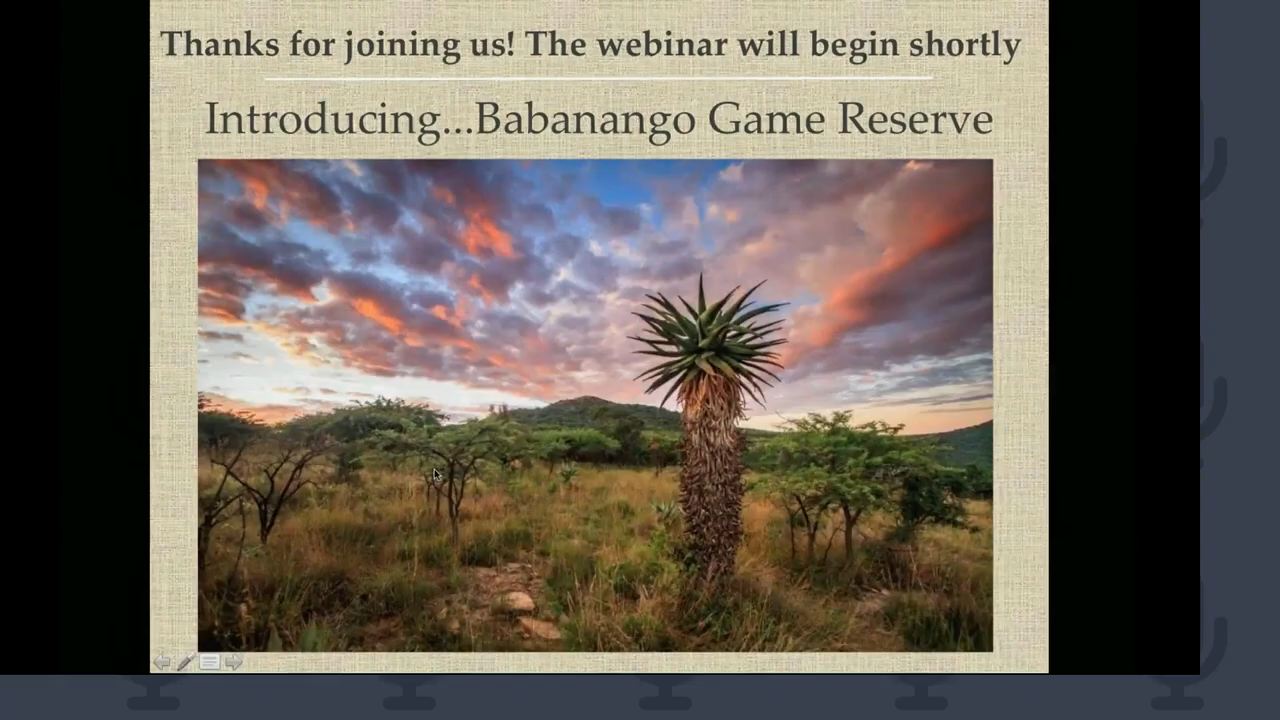 Thanks for joining us! The webinar will begin shortly
Introducing...Babanango Game Reserve